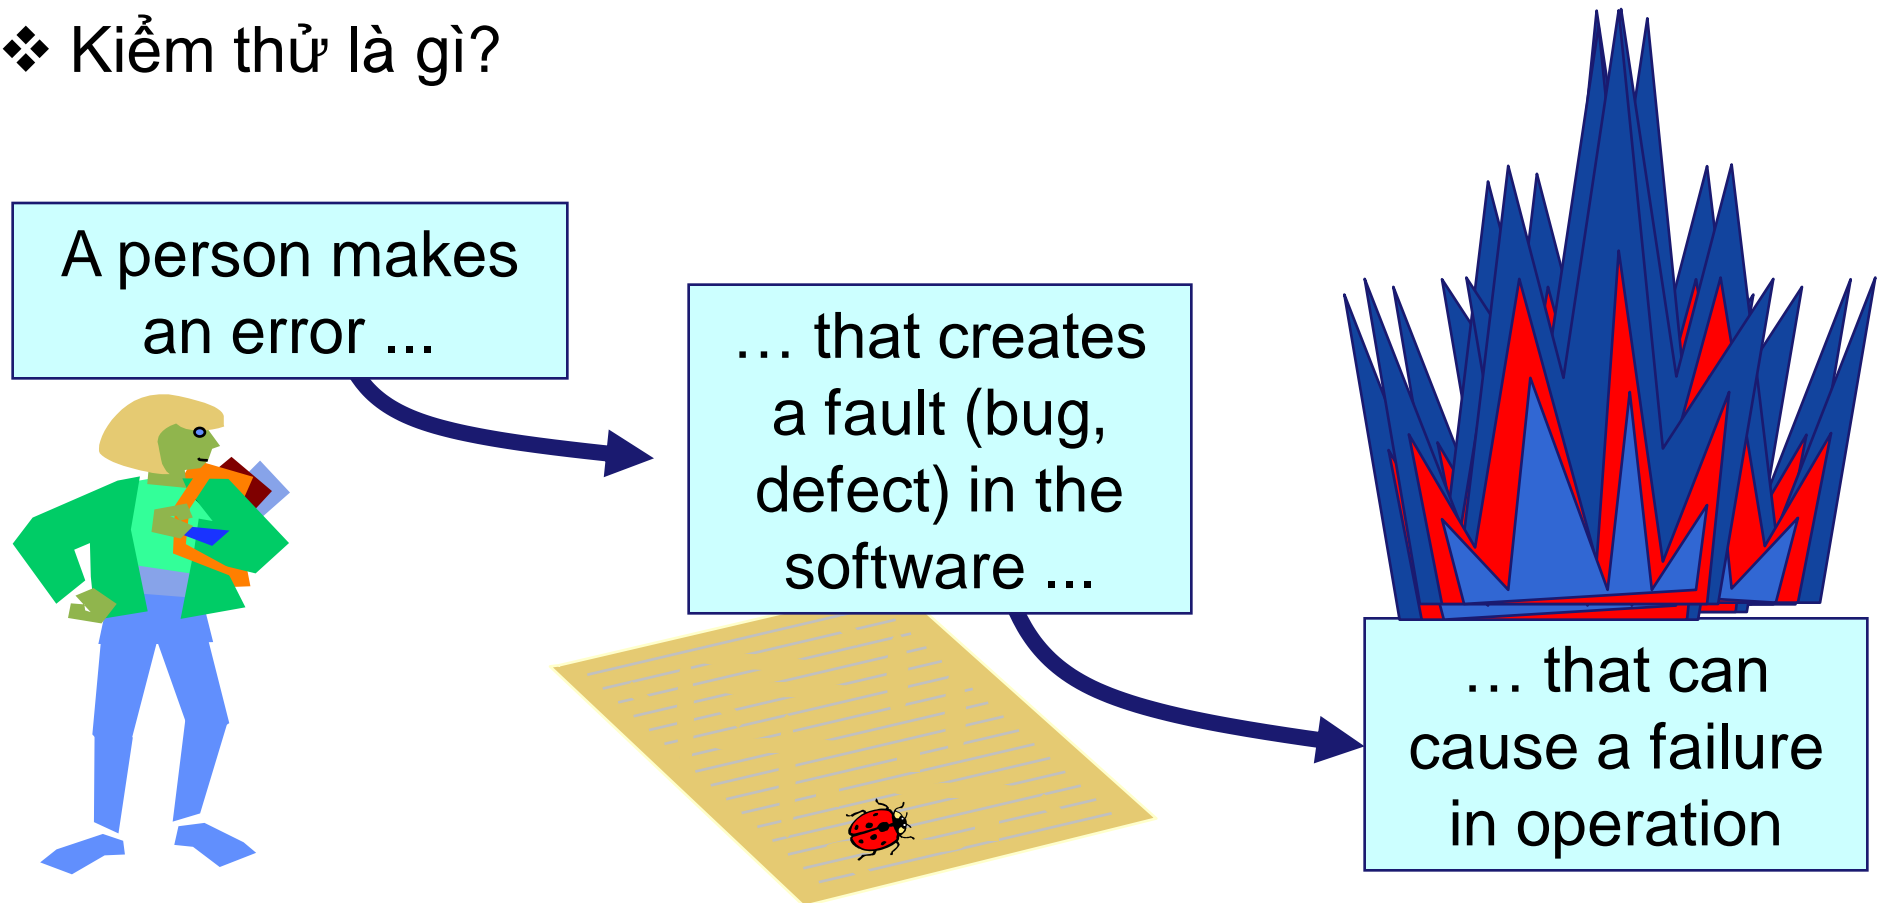 ❖ Kiểm thử là gì?
A person makes
an error ...
… that creates
a fault (bug,
defect) in the
software ...
… that can
cause a failure
in operation